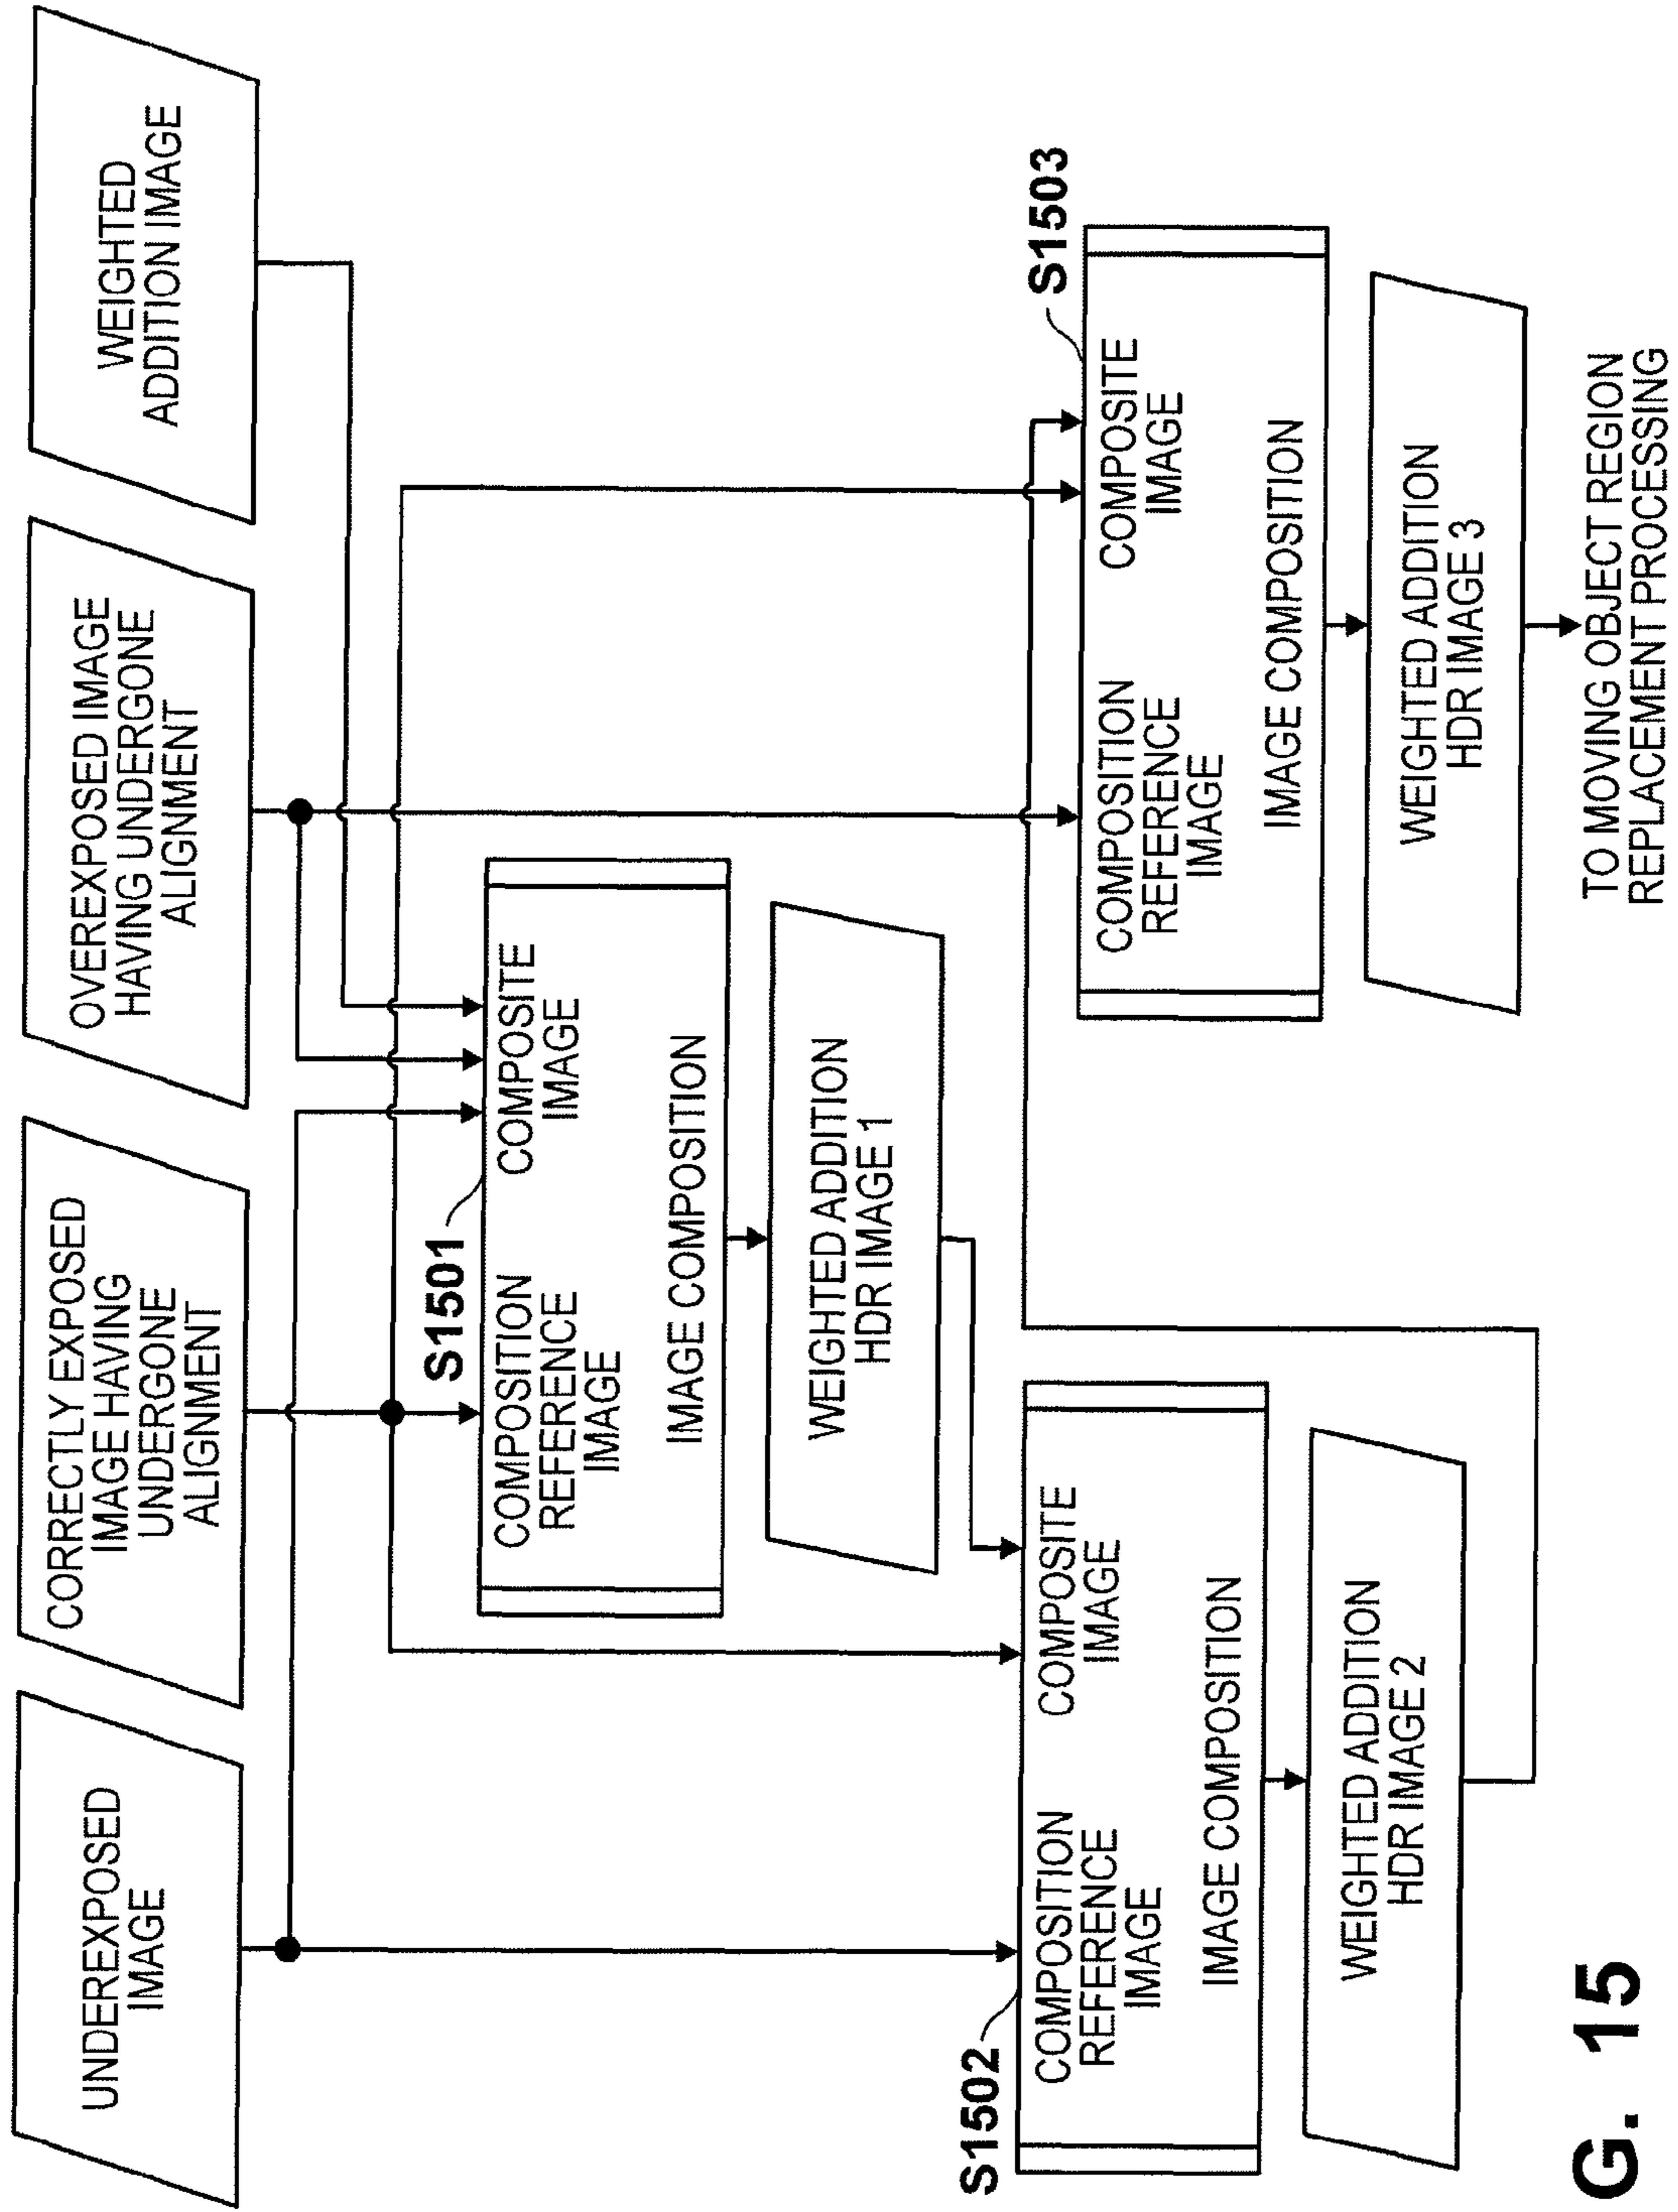 UNDEREXPOSED
IMAGE
CORRECTLY EXPOSED
IMAGE HAVING
UNDERGONE
ALIGNMENT
OVEREXPOSED IMAGE
HAVING UNDERGONE
ALIGNMENT
WEIGHTED
ADDITION IMAGE
S1501
COMPOSITION
REFERENCE
IMAGE
COMPOSITE
IMAGE
IMAGE COMPOSITION
WEIGHTED ADDITION
HDR IMAGE 1
S1502
COMPOSITION
REFERENCE
IMAGE
COMPOSITE
IMAGE
IMAGE COMPOSITION
WEIGHTED ADDITION
HDR IMAGE 2
S1503
COMPOSITION
REFERENCE
IMAGE
COMPOSITE
IMAGE
IMAGE COMPOSITION
WEIGHTED ADDITION
HDR IMAGE 3
TO MOVING OBJECT REGION
REPLACEMENT PROCESSING
G. 15